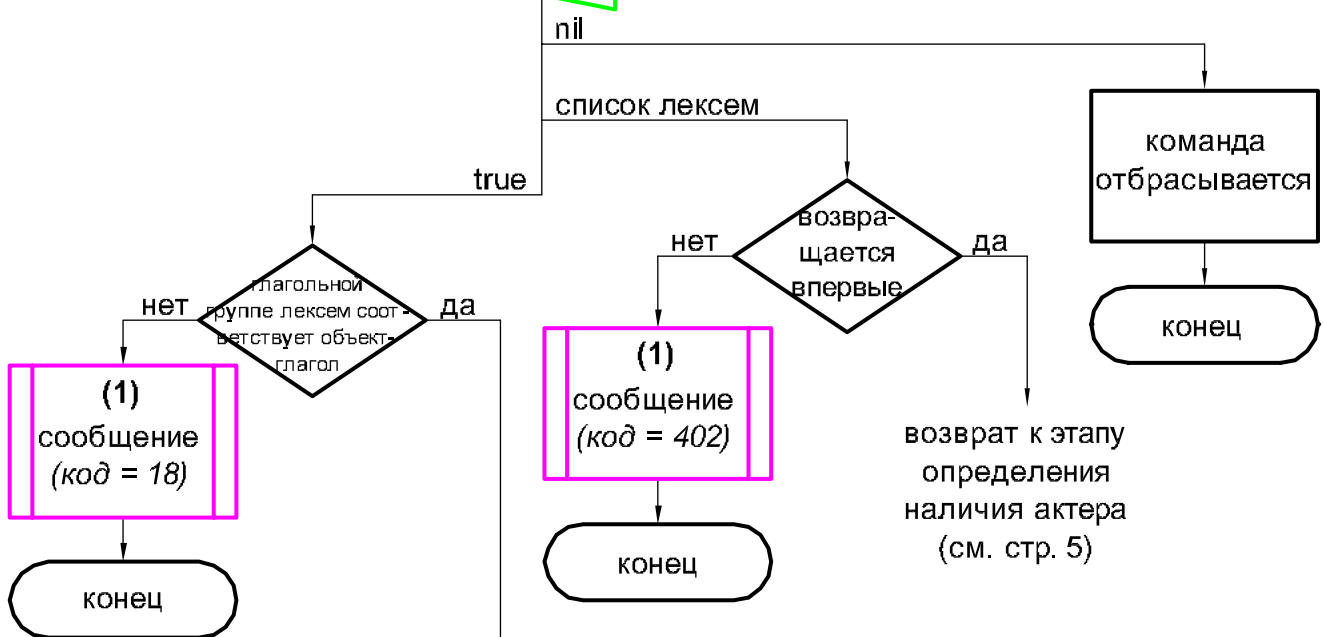 nil
список лексем
true
команда
отбрасывается
конец
возвра-
щается
впервые
нет
да
(1)
сообщение
(код = 402)
конец
возврат к этапу
определения
наличия актера
(см. стр. 5)
глагольной
группе лексем соот-
ветствует объект-
глагол
нет
да
(1)
сообщение
(код = 18)
конец